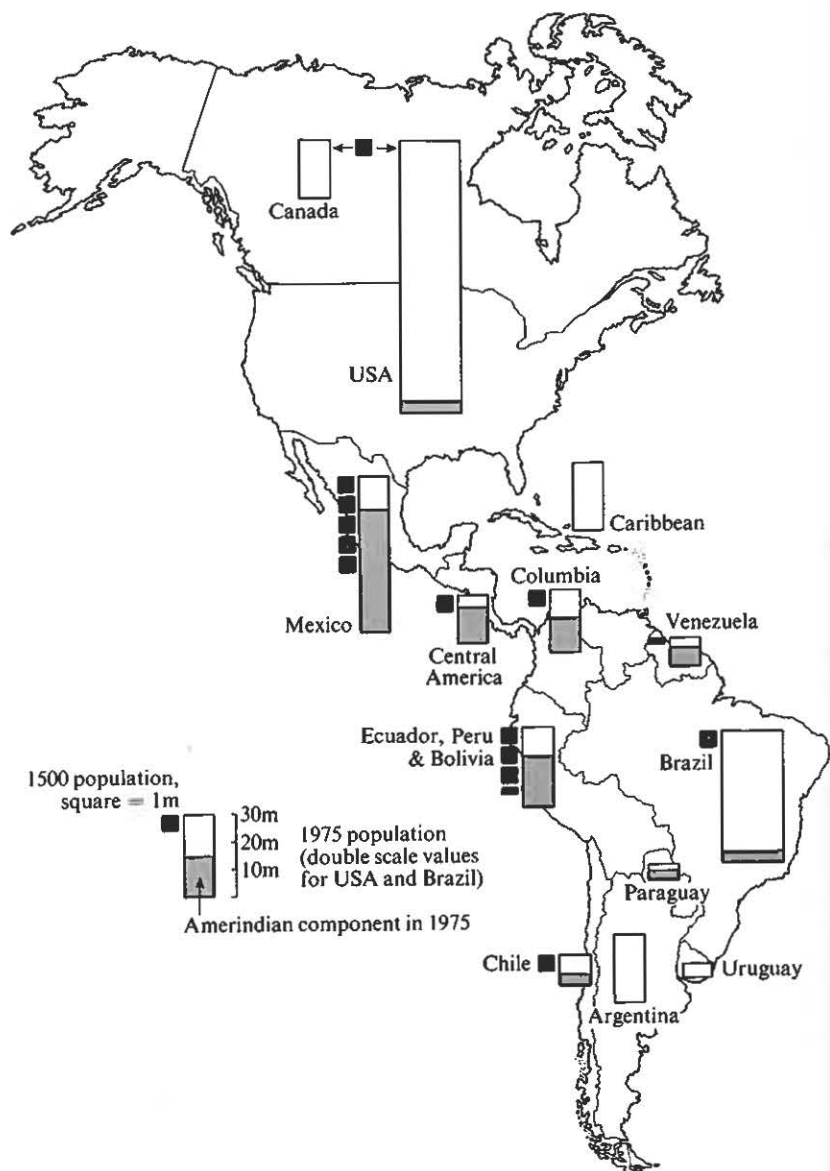 Canada
USA
Caribbean
Mexico
Columbia
Central
America
Venezuela
Ecuador, Peru
& Bolivia
Brazil
1500 population,
square = 1m
30m
20m
10m
1975 population
(double scale values
for USA and Brazil)
Amerindian component in 1975
Paraguay
Chile
Uruguay
Argentina